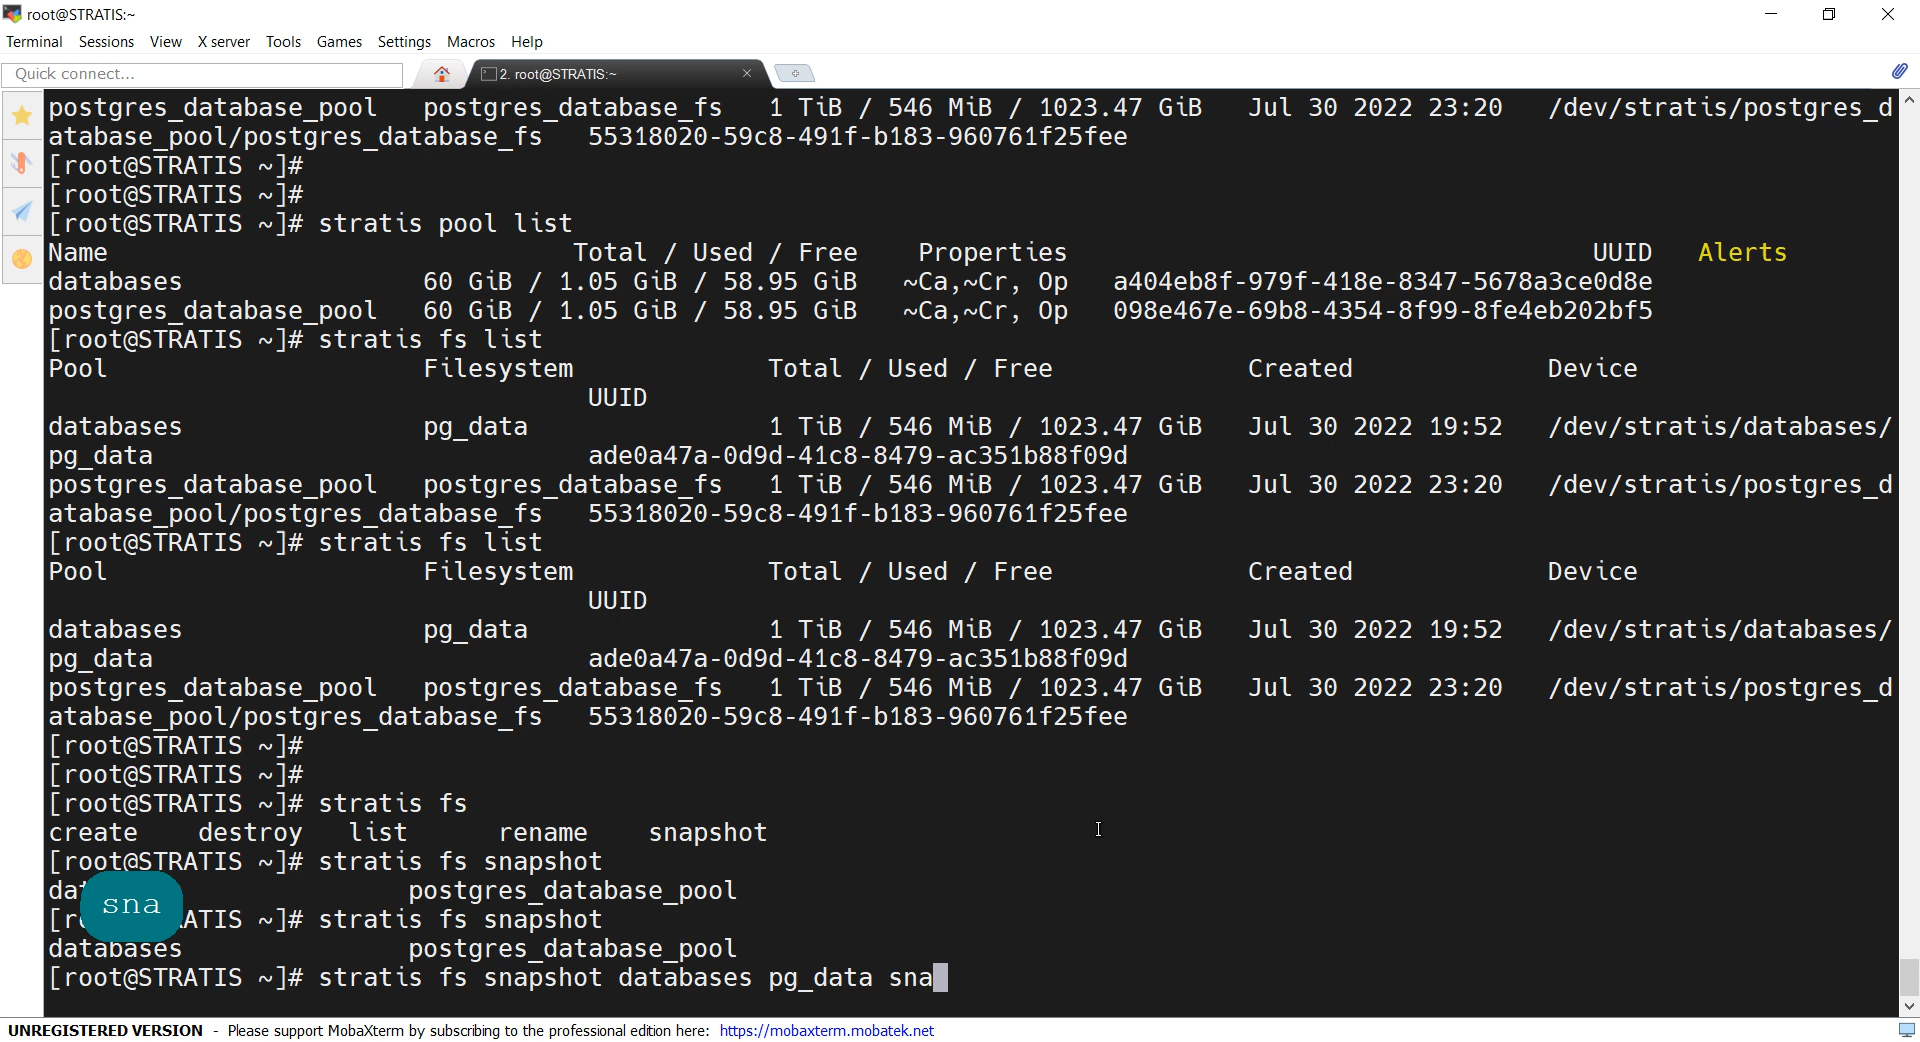 root@STRATIS:~
Terminal Sessions View X server Tools Games Settings Macros Help
Quick connect...
2. root@STRATIS:~
postgres_database_pool   postgres_database_fs   1 TiB / 546 MiB / 1023.47 GiB   Jul 30 2022 23:20   /dev/stratis/postgres_d
atabase_pool/postgres_database_fs   55318020-59c8-491f-b183-960761f25fee
[root@STRATIS ~]#
[root@STRATIS ~]#
[root@STRATIS ~]# stratis pool list
Name   Total / Used / Free   Properties   UUID   Alerts
databases   60 GiB / 1.05 GiB / 58.95 GiB   ~Ca,~Cr, Op   a404eb8f-979f-418e-8347-5678a3ce0d8e
postgres_database_pool   60 GiB / 1.05 GiB / 58.95 GiB   ~Ca,~Cr, Op   098e467e-69b8-4354-8f99-8fe4eb202bf5
[root@STRATIS ~]# stratis fs list
Pool   Filesystem   Total / Used / Free   Created   Device
UUID
databases   pg_data   1 TiB / 546 MiB / 1023.47 GiB   Jul 30 2022 19:52   /dev/stratis/databases/
pg_data   ade0a47a-0d9d-41c8-8479-ac351b88f09d
postgres_database_pool   postgres_database_fs   1 TiB / 546 MiB / 1023.47 GiB   Jul 30 2022 23:20   /dev/stratis/postgres_d
atabase_pool/postgres_database_fs   55318020-59c8-491f-b183-960761f25fee
[root@STRATIS ~]# stratis fs list
Pool   Filesystem   Total / Used / Free   Created   Device
UUID
databases   pg_data   1 TiB / 546 MiB / 1023.47 GiB   Jul 30 2022 19:52   /dev/stratis/databases/
pg_data   ade0a47a-0d9d-41c8-8479-ac351b88f09d
postgres_database_pool   postgres_database_fs   1 TiB / 546 MiB / 1023.47 GiB   Jul 30 2022 23:20   /dev/stratis/postgres_d
atabase_pool/postgres_database_fs   55318020-59c8-491f-b183-960761f25fee
[root@STRATIS ~]#
[root@STRATIS ~]#
[root@STRATIS ~]# stratis fs
create   destroy   list   rename   snapshot
[root@STRATIS ~]# stratis fs snapshot
postgres_database_pool
sna
ATIS ~]# stratis fs snapshot
databases   postgres_database_pool
[root@STRATIS ~]# stratis fs snapshot databases pg_data sna
UNREGISTERED VERSION - Please support MobaXterm by subscribing to the professional edition here: https://mobaxterm.mobatek.net